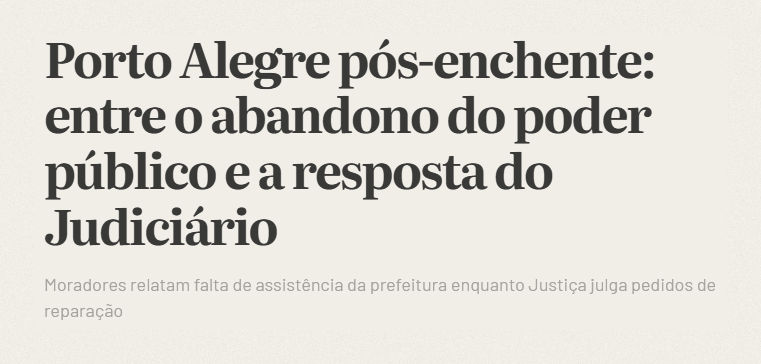 Porto Alegre pós-enchente:
entre o abandono do poder
público e a resposta do
Judiciário
Moradores relatam falta de assistência da prefeitura enquanto Justiça julga pedidos de
reparação